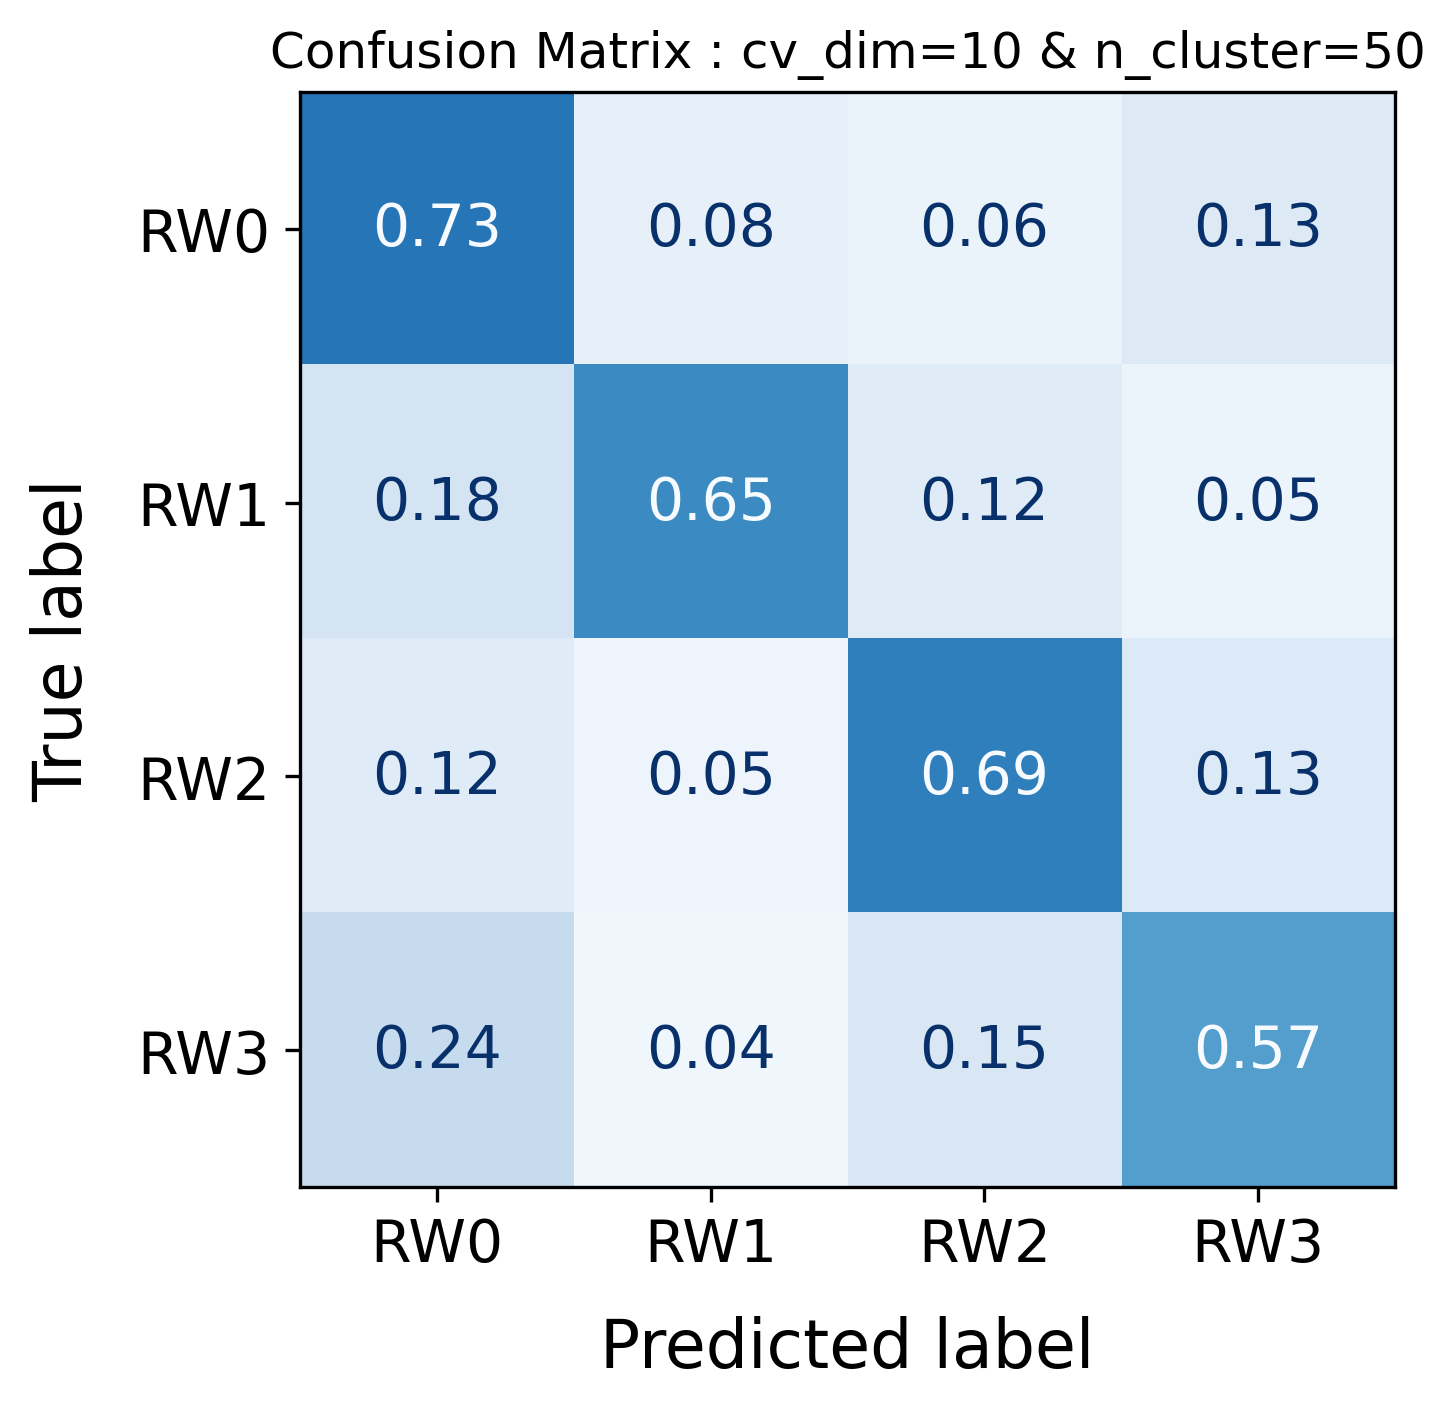 Confusion Matrix : cv_dim=10 & n_cluster=50
True label
RW0 0.73 0.08 0.06 0.13
RW1 0.18 0.65 0.12 0.05
RW2 0.12 0.05 0.69 0.13
RW3 0.24 0.04 0.15 0.57
RW0 RW1 RW2 RW3
Predicted label